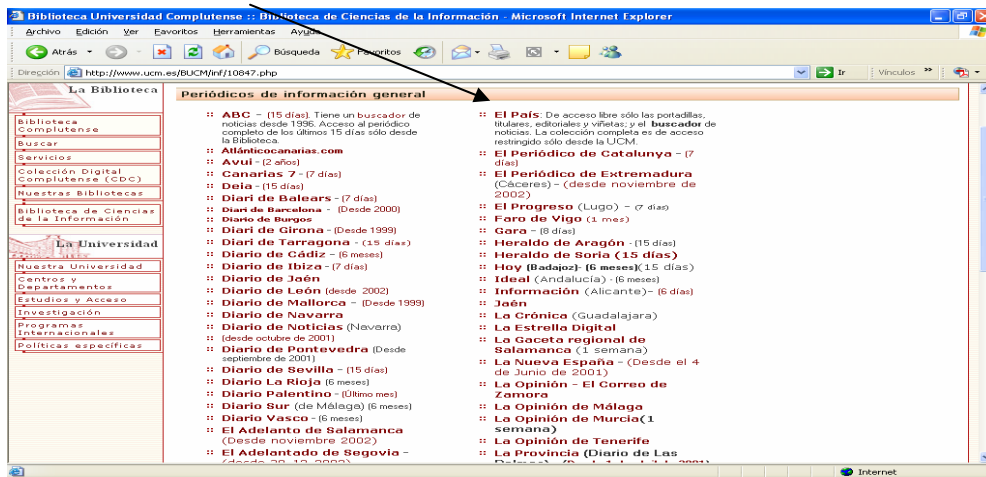 Biblioteca Universidad Complutense :: Biblioteca de Ciencias de la Información - Microsoft Internet Explorer
Archivo Edición Ver Favoritos Herramientas Ayuda
Atrás Búsqueda Favoritos
Dirección http://www.ucm.es/BUCM/inf/10847.php Ir Vínculos »
La Biblioteca
Biblioteca
Complutense
Buscar
Servicios
Colección Digital
Complutense (CDC)
Nuestras Bibliotecas
Biblioteca de Ciencias
de la Información
La Universidad
Nuestra Universidad
Centros y
Departamentos
Estudios y Acceso
Investigación
Programas
Internacionales
Políticas específicas
Periódicos de información general
:: ABC - (15 días). Tiene un buscador de
noticias desde 1996. Acceso al periódico
completo de los últimos 15 días sólo desde
la Biblioteca.
:: Atlánticocanarias.com
:: Avui - (2 años)
:: Canarias 7 - (7 días)
:: Deia - (15 días)
:: Diari de Balears - (7 días)
:: Diari de Barcelona - (Desde 2000)
:: Diario de Burgos
:: Diari de Girona - (Desde 1999)
:: Diari de Tarragona - (15 días)
:: Diario de Cádiz - (6 meses)
:: Diario de Ibiza - (7 días)
:: Diario de Jaén
:: Diario de León (desde 2002)
:: Diario de Mallorca - (Desde 1999)
:: Diario de Navarra
:: Diario de Noticias (Navarra)
:: (desde octubre de 2001)
:: Diario de Pontevedra (Desde
septiembre de 2001)
:: Diario de Sevilla - (15 días)
:: Diario La Rioja (6 meses)
:: Diario Palentino - (Último mes)
:: Diario Sur (de Málaga) (6 meses)
:: Diario Vasco - (6 meses)
:: El Adelanto de Salamanca
(Desde noviembre 2002)
:: El Adelantado de Segovia -
:: El País: De acceso libre sólo las portadillas,
titulares, editoriales y viñetas; y el buscador de
noticias. La colección completa es de acceso
restringido sólo desde la UCM.
:: El Periódico de Catalunya - (7
días)
:: El Periódico de Extremadura
(Cáceres) - (desde noviembre de
2002)
:: El Progreso (Lugo) - (7 días)
:: Faro de Vigo (1 mes)
:: Gara - (8 días)
:: Heraldo de Aragón - (15 días)
:: Heraldo de Soria (15 días)
:: Hoy (Badajoz)- (6 meses)(15 días)
:: Ideal (Andalucía) - (6 meses)
:: Información (Alicante)- (6 días)
:: Jaén
:: La Crónica (Guadalajara)
:: La Estrella Digital
:: La Gaceta regional de
Salamanca (1 semana)
:: La Nueva España - (Desde el 4
de Junio de 2001)
:: La Opinión - El Correo de
Zamora
:: La Opinión de Málaga
:: La Opinión de Murcia(1
semana)
:: La Opinión de Tenerife
:: La Provincia (Diario de Las
Internet